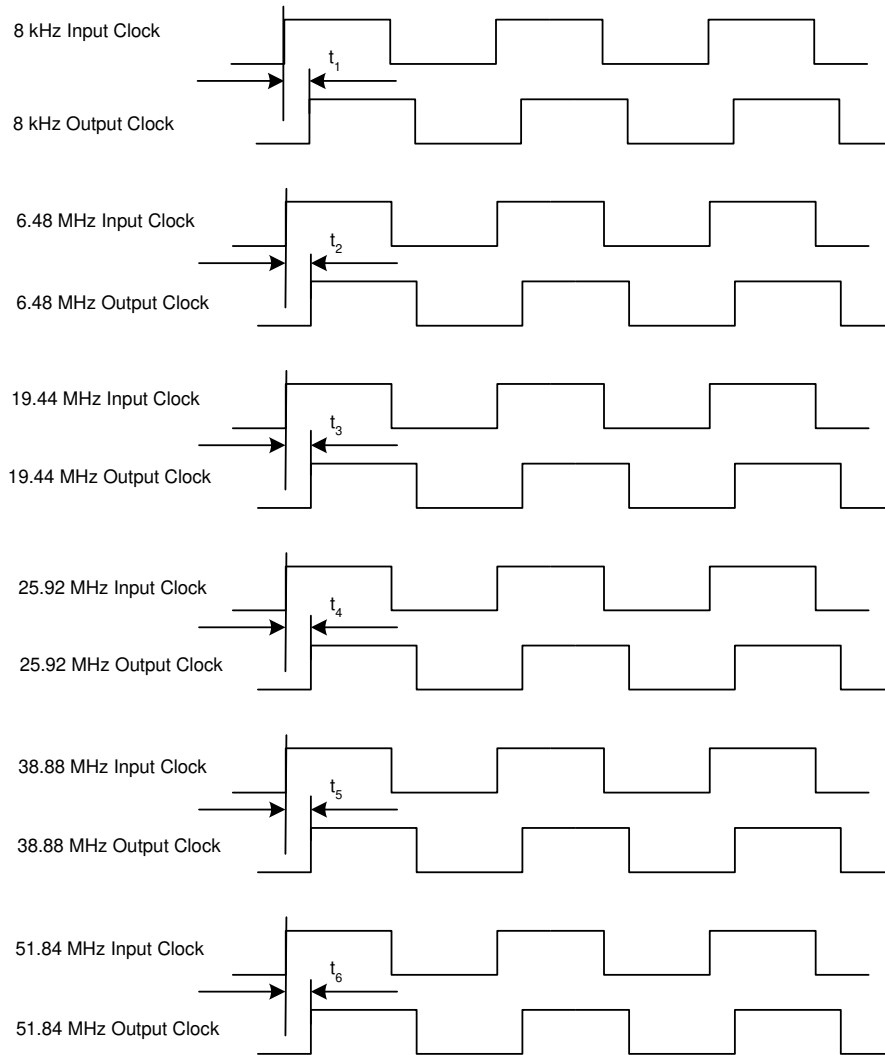 8 kHz Input Clock
t1
8 kHz Output Clock
6.48 MHz Input Clock
t2
6.48 MHz Output Clock
19.44 MHz Input Clock
t3
19.44 MHz Output Clock
25.92 MHz Input Clock
t4
25.92 MHz Output Clock
38.88 MHz Input Clock
t5
38.88 MHz Output Clock
51.84 MHz Input Clock
t6
51.84 MHz Output Clock